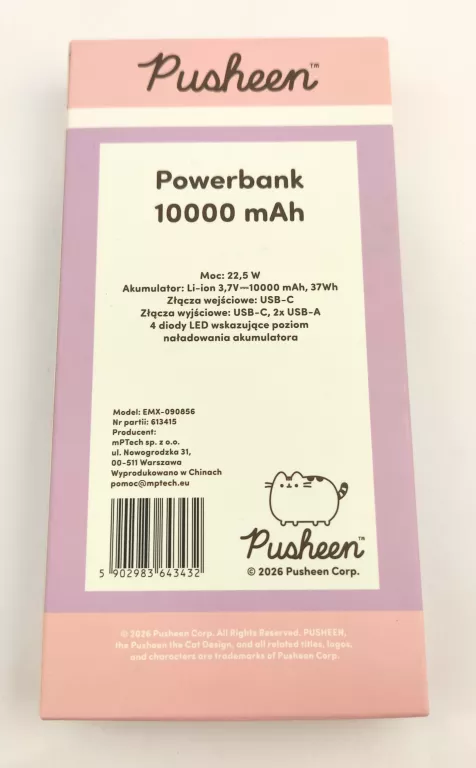 Pusheen™
Powerbank
10000 mAh
Moc: 22,5 W
Akumulator: Li-ion 3,7V⎓10000 mAh, 37Wh
Złącza wejściowe: USB-C
Złącza wyjściowe: USB-C, 2x USB-A
4 diody LED wskazujące poziom
naładowania akumulatora
Model: EMX-090856
Nr partii: 613415
Producent:
mPTech sp. z o.o.
ul. Nowogrodzka 31,
00-511 Warszawa
Wyprodukowano w Chinach
pomoc@mptech.eu
5 902983 643432
Pusheen™
© 2026 Pusheen Corp.
© 2026 Pusheen Corp. All Rights Reserved. PUSHEEN,
the Pusheen the Cat Design, and all related titles, logos,
and characters are trademarks of Pusheen Corp.